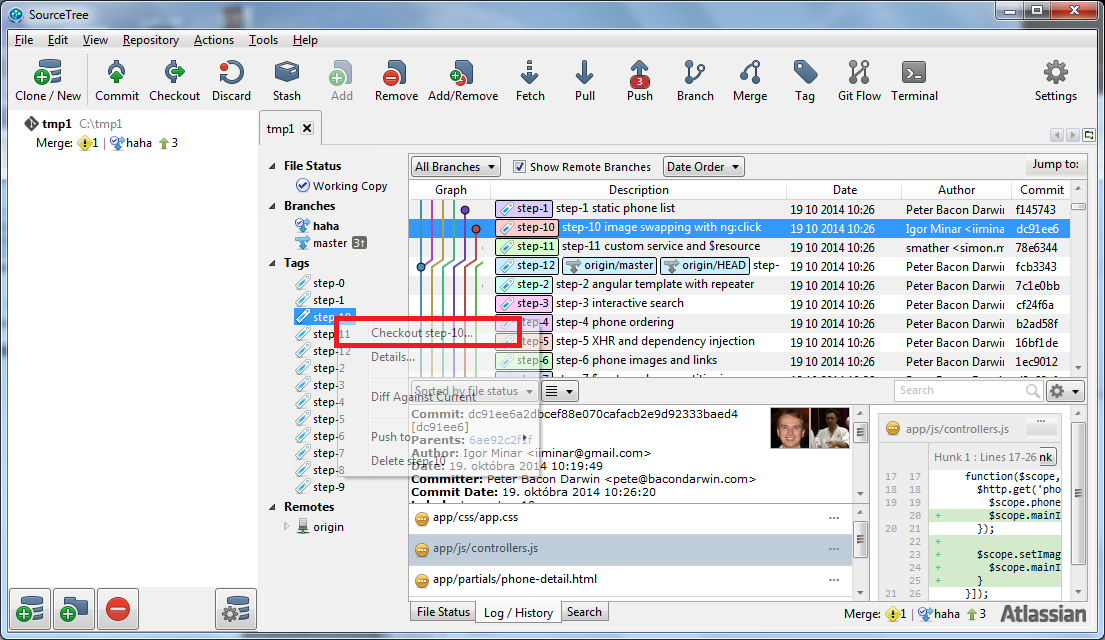 SourceTree
File Edit View Repository Actions Tools Help
Clone / New Commit Checkout Discard Stash Add Remove Add/Remove Fetch Pull 3 Push Branch Merge Tag Git Flow Terminal Settings
tmp1 C:\tmp1
Merge: 1 | haha 3
tmp1
File Status
Working Copy
Branches
haha
master 3↑
Tags
step-0
step-1
step-10
step-11
step-12
step-2
step-3
step-4
step-5
step-6
step-7
step-8
step-9
Remotes
origin
Checkout step-10...
Details...
Diff Against Current
Push to
Delete step-10
All Branches Show Remote Branches Date Order Jump to:
Graph Description Date Author Commit
step-1 step-1 static phone list 19 10 2014 10:26 Peter Bacon Darwin f145743
step-10 step-10 image swapping with ng:click 19 10 2014 10:26 Igor Minar <iimina dc91ee6
step-11 step-11 custom service and $resource 19 10 2014 10:26 smather <simon.m 78e6344
step-12 origin/master origin/HEAD step- 19 10 2014 10:26 Peter Bacon Darwin fcb3343
step-2 step-2 angular template with repeater 19 10 2014 10:26 Peter Bacon Darwin 7c1e0bb
step-3 step-3 interactive search 19 10 2014 10:26 Peter Bacon Darwin cf24f6a
step-4 step-4 phone ordering 19 10 2014 10:26 Peter Bacon Darwin b2ad58f
step-5 step-5 XHR and dependency injection 19 10 2014 10:26 Peter Bacon Darwin 16bf1de
step-6 step-6 phone images and links 19 10 2014 10:26 Peter Bacon Darwin 1ec9012
Sorted by file status Search
Commit: dc91ee6a2dbcef88e070cafacb2e9d92333baed4
[dc91ee6]
Parents: 6ae92c2f1f
Author: Igor Minar <iiminar@gmail.com>
Date: 19. októbra 2014 10:19:49
Committer: Peter Bacon Darwin <pete@bacondarwin.com>
Commit Date: 19. októbra 2014 10:26:20
app/css/app.css ...
app/js/controllers.js ...
app/partials/phone-detail.html ...
app/js/controllers.js ...
Hunk 1 : Lines 17-26 nk
17 17 function($scope,
18 18 $http.get('pho
19 19 $scope.phone
20 + $scope.mainI
20 21 });
22 +
23 + $scope.setImag
24 + $scope.mainI
25 + }
21 26 }]);
File Status Log / History Search
Merge: 1 | haha 3 Atlassian